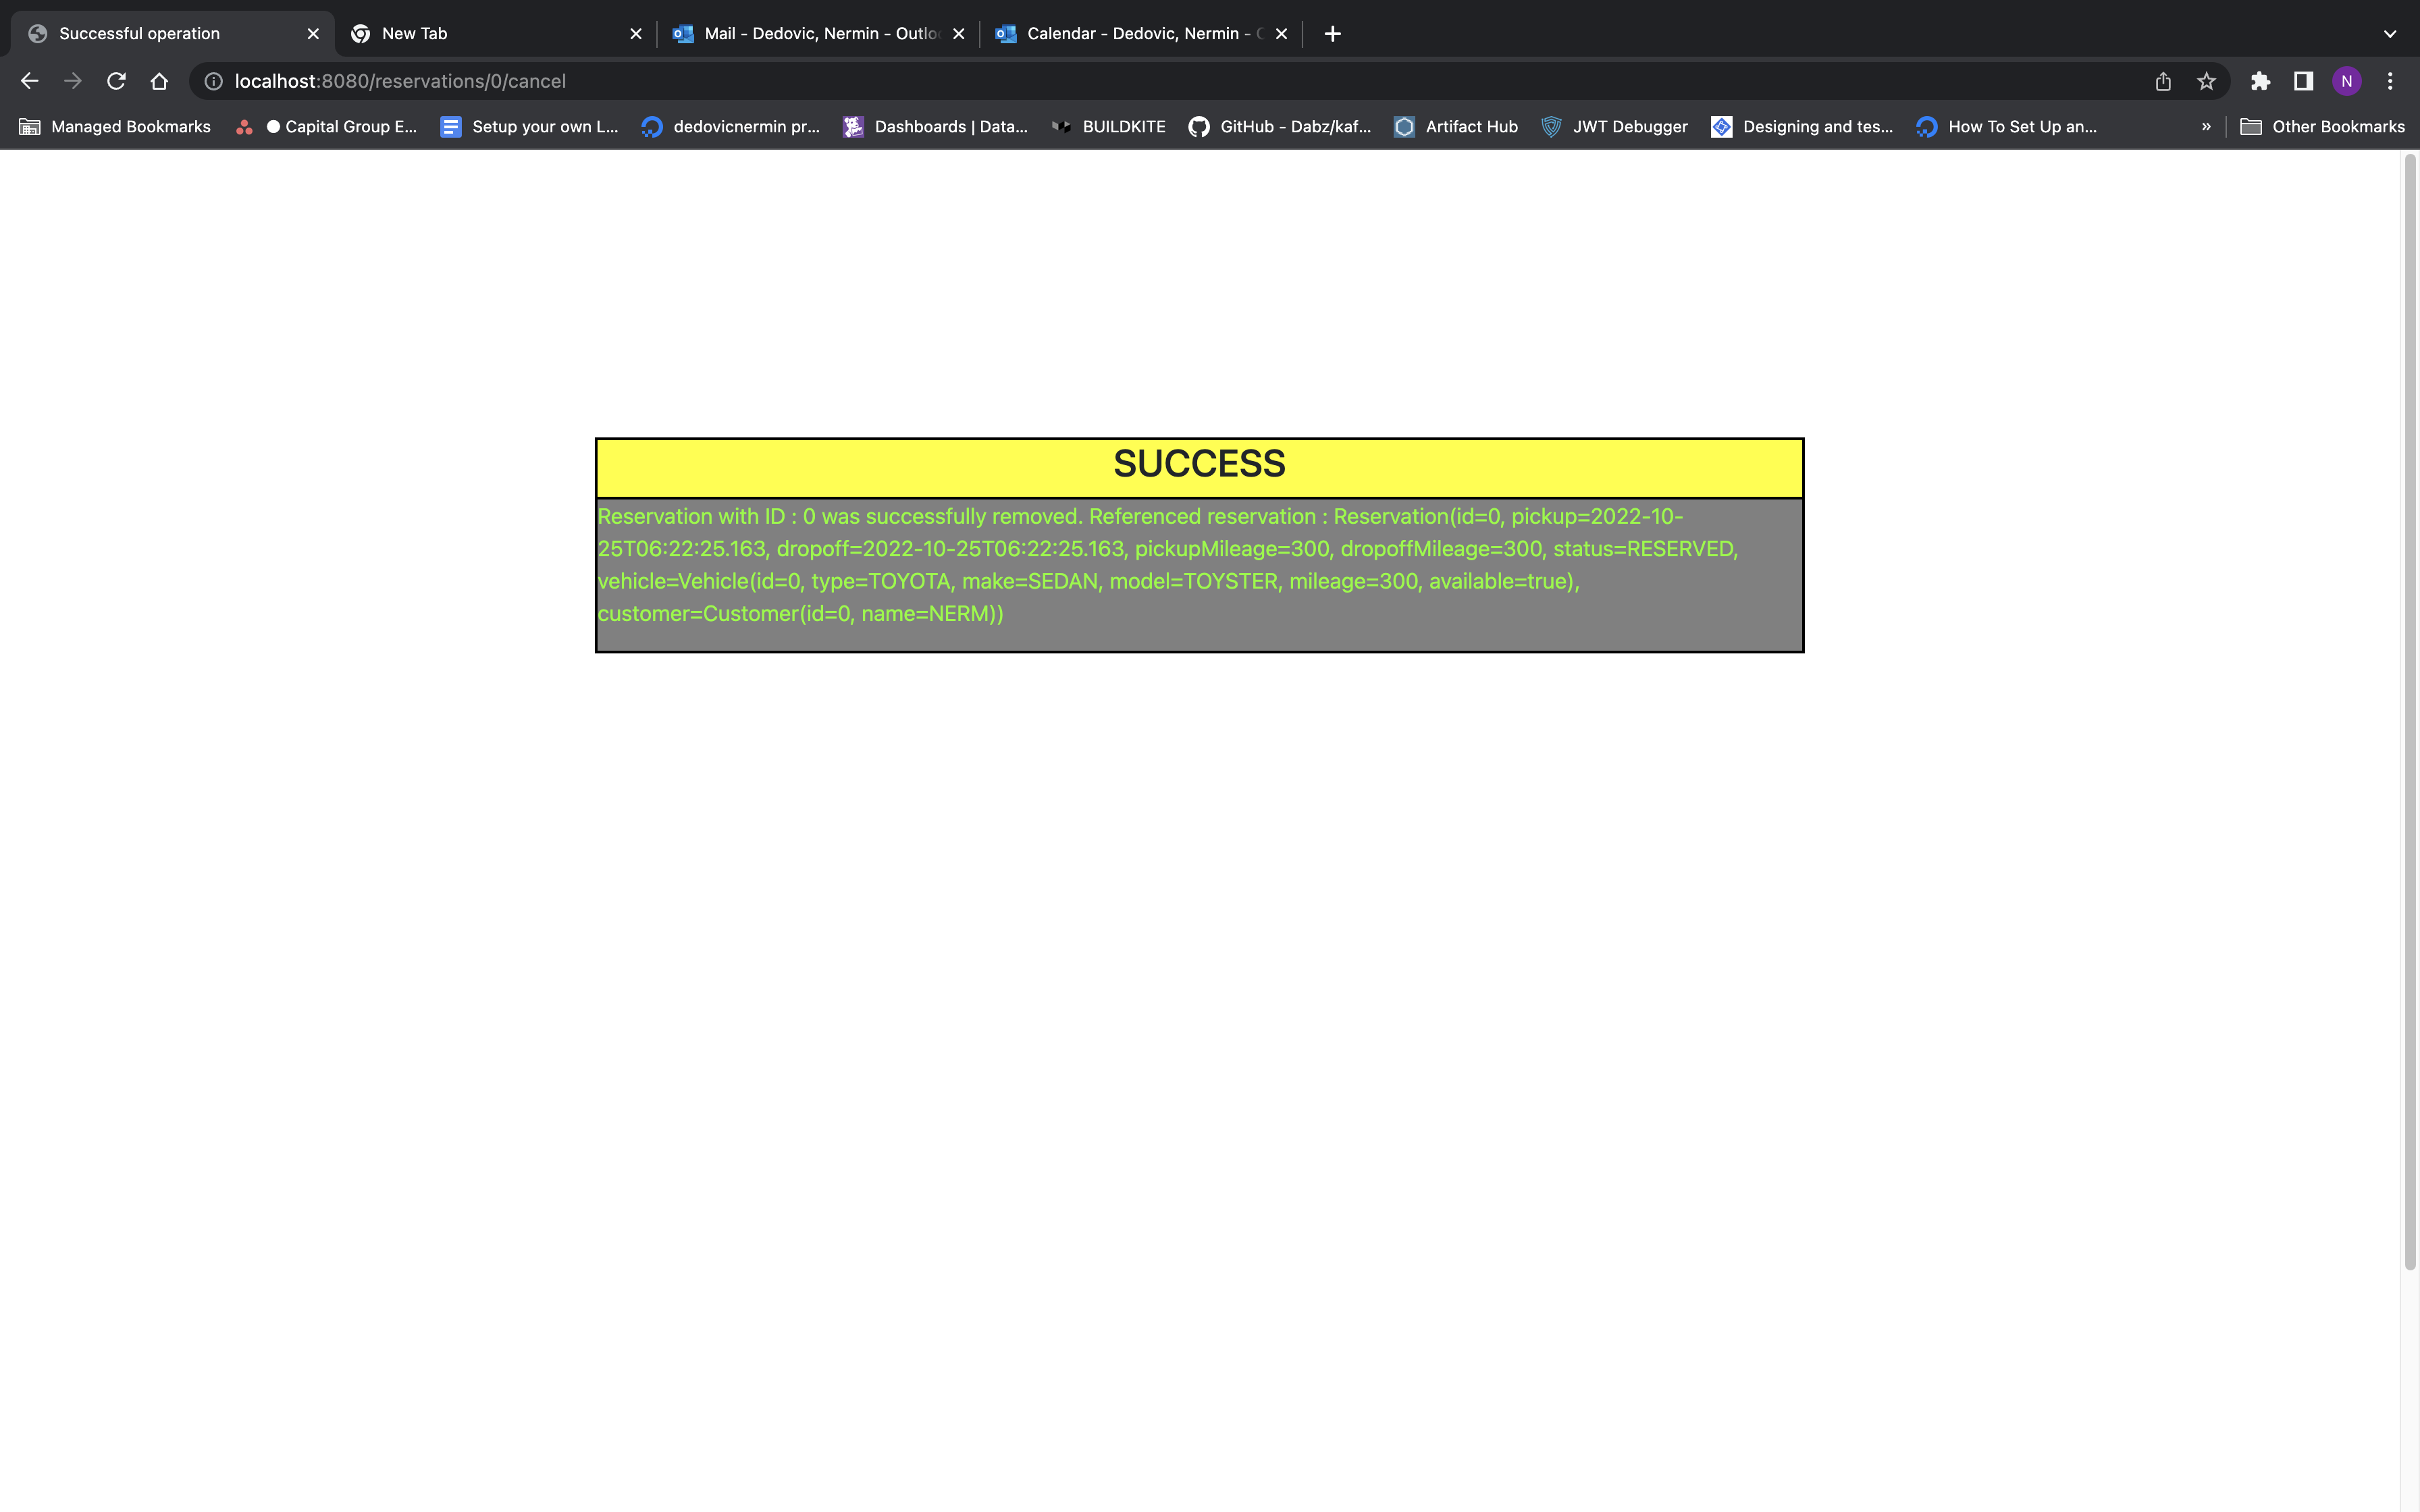 Successful operation
New Tab
Mail - Dedovic, Nermin - Outlo
Calendar - Dedovic, Nermin -
localhost:8080/reservations/0/cancel
N
Managed Bookmarks
Capital Group E...
Setup your own L...
dedovicnermin pr...
Dashboards | Data...
BUILDKITE
GitHub - Dabz/kaf...
Artifact Hub
JWT Debugger
Designing and tes...
How To Set Up an...
»
Other Bookmarks
SUCCESS
Reservation with ID : 0 was successfully removed. Referenced reservation : Reservation(id=0, pickup=2022-10-
25T06:22:25.163, dropoff=2022-10-25T06:22:25.163, pickupMileage=300, dropoffMileage=300, status=RESERVED,
vehicle=Vehicle(id=0, type=TOYOTA, make=SEDAN, model=TOYSTER, mileage=300, available=true),
customer=Customer(id=0, name=NERM))